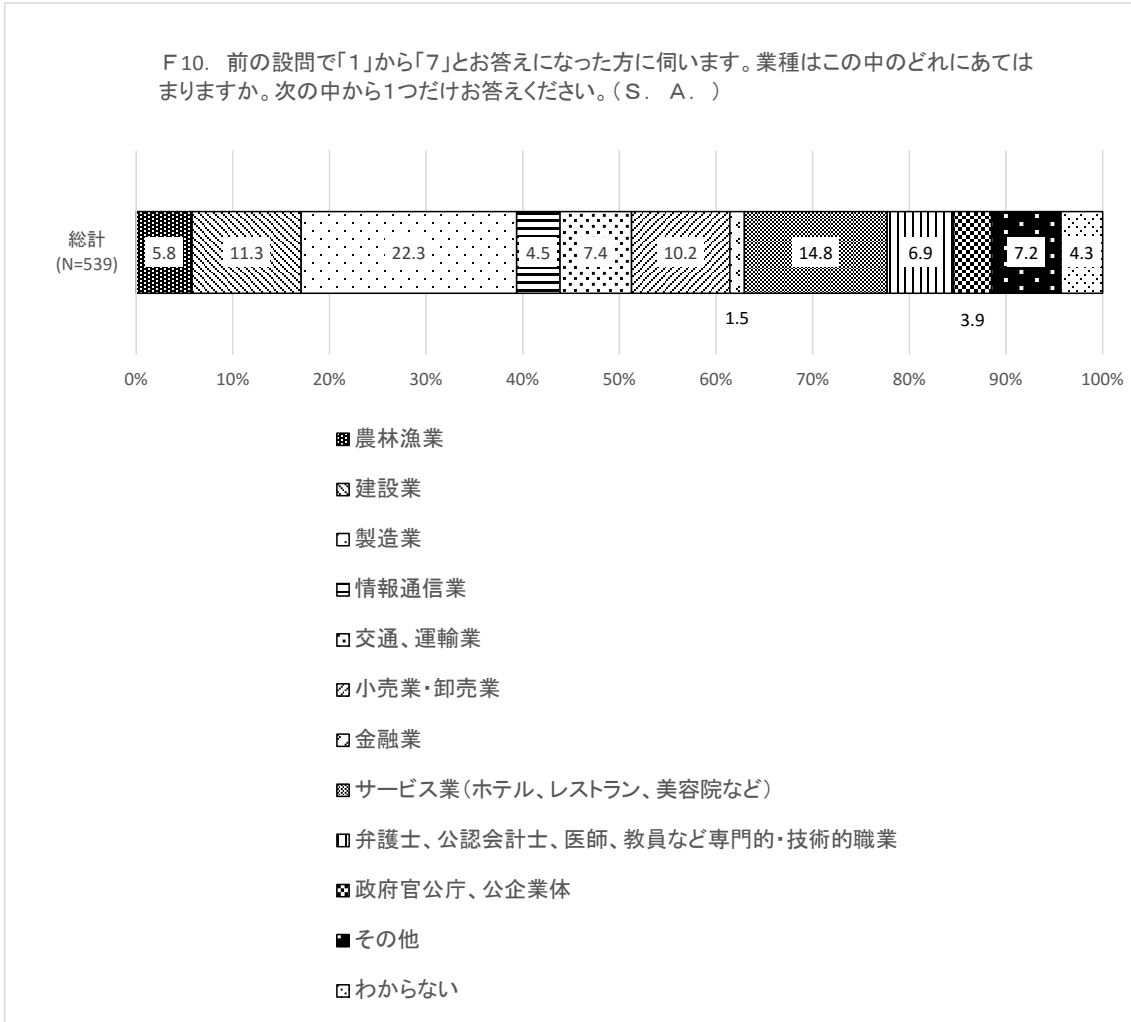 Ｆ10. 前の設問で「１」から「７」とお答えになった方に伺います。業種はこの中のどれにあては
まりますか。次の中から１つだけお答えください。（Ｓ．Ａ．）
総計
(N=539)
5.8 11.3 22.3 4.5 7.4 10.2 14.8 6.9 7.2 4.3
1.5 3.9
0% 10% 20% 30% 40% 50% 60% 70% 80% 90% 100%
農林漁業
建設業
製造業
情報通信業
交通、運輸業
小売業・卸売業
金融業
サービス業（ホテル、レストラン、美容院など）
弁護士、公認会計士、医師、教員など専門的・技術的職業
政府官公庁、公企業体
その他
わからない